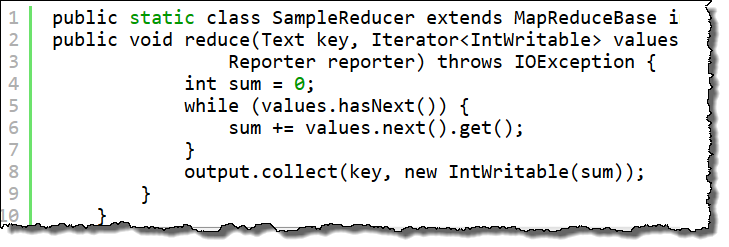 1 public static class SampleReducer extends MapReduceBase i
2 public void reduce(Text key, Iterator<IntWritable> values
3 Reporter reporter) throws IOException {
4 int sum = 0;
5 while (values.hasNext()) {
6 sum += values.next().get();
7 }
8 output.collect(key, new IntWritable(sum));
9 }
10 }